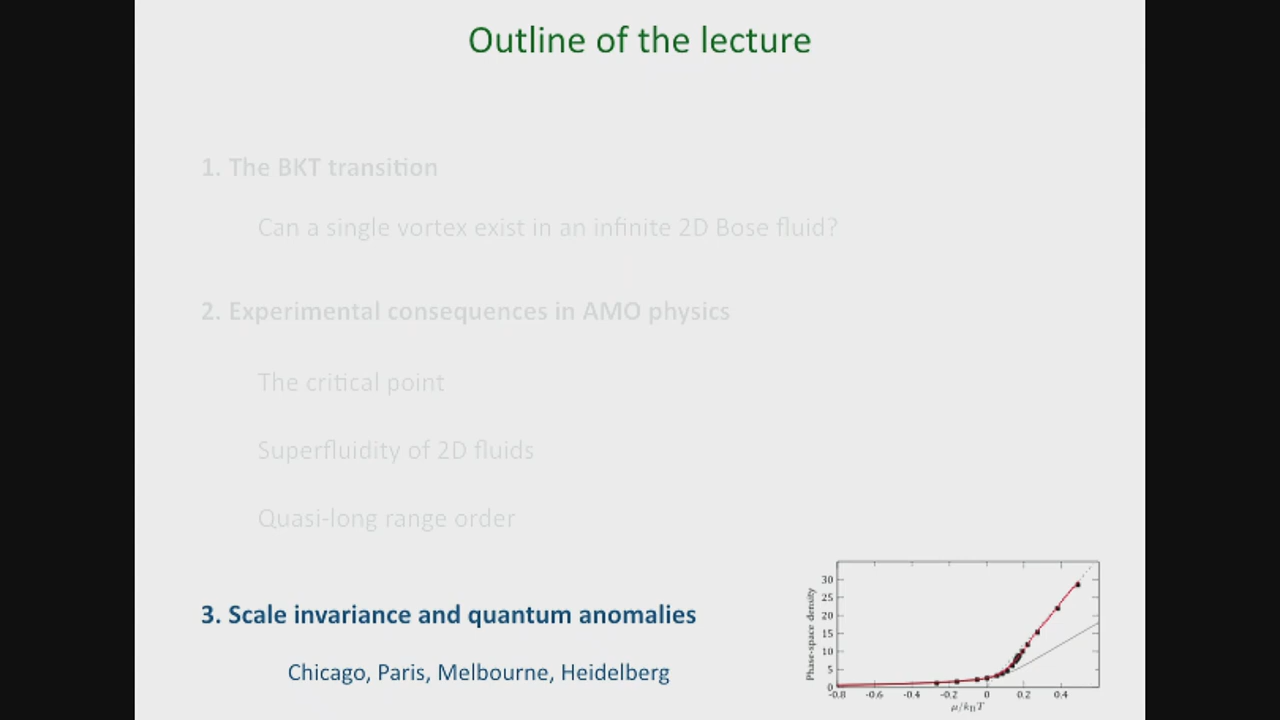 Outline of the lecture
1. The BKT transition
Can a single vortex exist in an infinite 2D Bose fluid?
2. Experimental consequences in AMO physics
The critical point
Superfluidity of 2D fluids
Quasi-long range order
3. Scale invariance and quantum anomalies
Chicago, Paris, Melbourne, Heidelberg
Phase-space density
30
25
20
15
10
5
0
-0.8 -0.6 -0.4 -0.2 0 0.2 0.4
μ/kBT